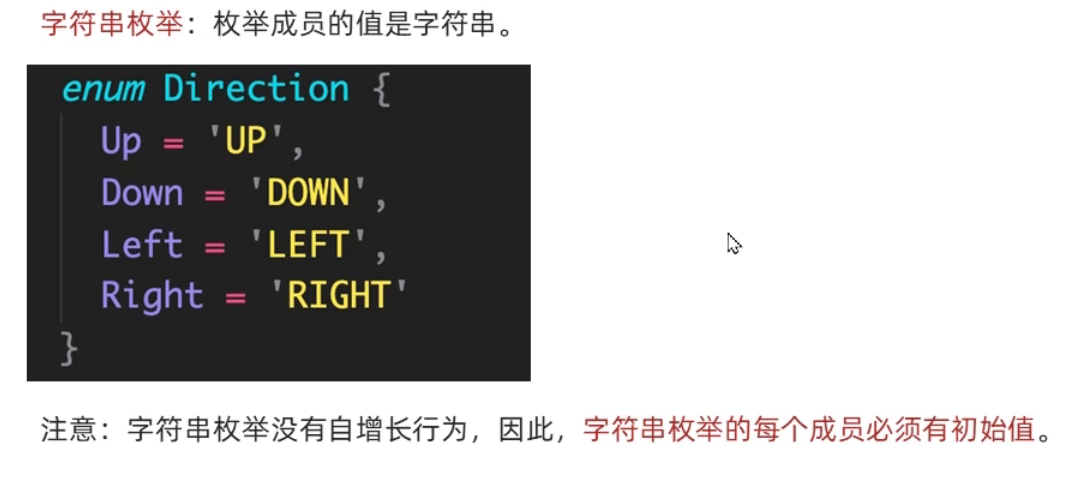 字符串枚举：枚举成员的值是字符串。
enum Direction {
  Up = 'UP',
  Down = 'DOWN',
  Left = 'LEFT',
  Right = 'RIGHT'
}
注意：字符串枚举没有自增长行为，因此，字符串枚举的每个成员必须有初始值。